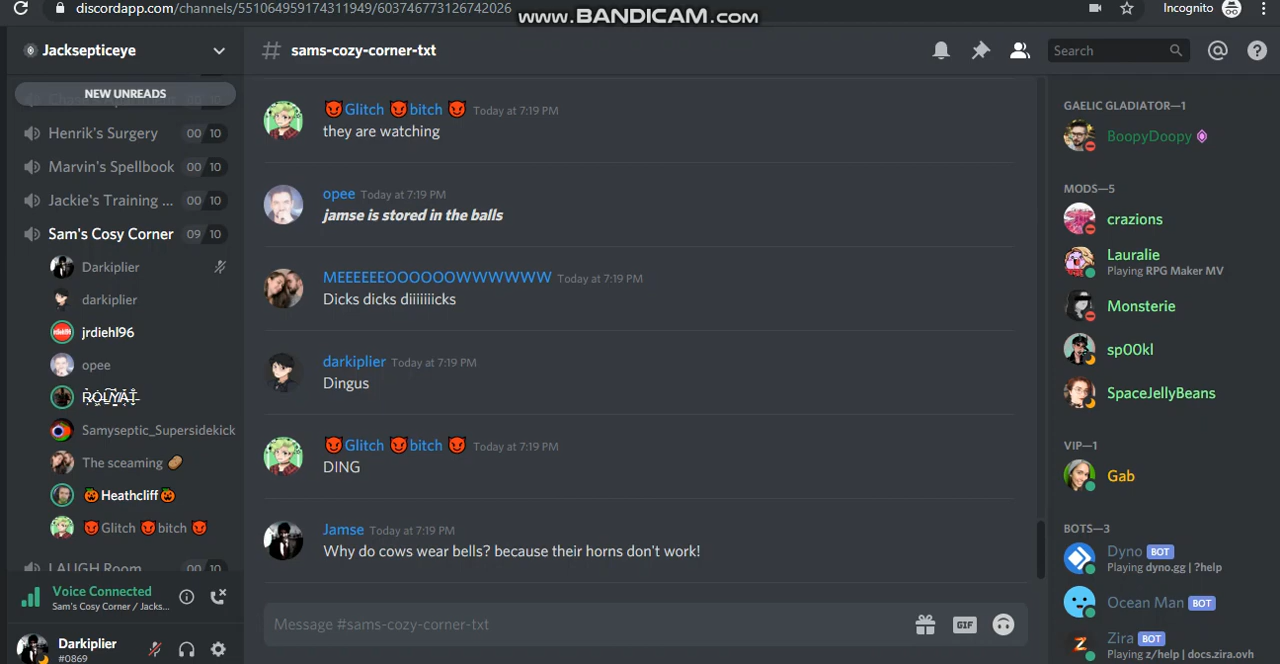 discordapp.com/channels/551064959174311949/603746773126742026
www.BANDICAM.com
Incognito
Jacksepticeye
NEW UNREADS
Henrik's Surgery 00 10
Marvin's Spellbook 00 10
Jackie's Training ... 00 10
Sam's Cosy Corner 09 10
Darkiplier
darkiplier
jrdiehl96
opee
Samyseptic_Supersidekick
The sceaming 🥔
🎃Heathcliff🎃
😈Glitch 😈bitch 😈
LAUGH Room 00 10
Voice Connected
Sam's Cosy Corner / Jacks...
Darkiplier
#0869
# sams-cozy-corner-txt
Search
😈Glitch 😈bitch 😈 Today at 7:19 PM
they are watching
opee Today at 7:19 PM
jamse is stored in the balls
MEEEEEEOOOOOOWWWWWW Today at 7:19 PM
Dicks dicks diiiiiiicks
darkiplier Today at 7:19 PM
Dingus
😈Glitch 😈bitch 😈 Today at 7:19 PM
DING
Jamse Today at 7:19 PM
Why do cows wear bells? because their horns don't work!
Message #sams-cozy-corner-txt
GIF
GAELIC GLADIATOR—1
BoopyDoopy
MODS—5
crazions
Lauralie
Playing RPG Maker MV
Monsterie
sp00kl
SpaceJellyBeans
VIP—1
Gab
BOTS—3
Dyno BOT
Playing dyno.gg | ?help
Ocean Man BOT
Zira BOT
Playing z/help | docs.zira.ovh